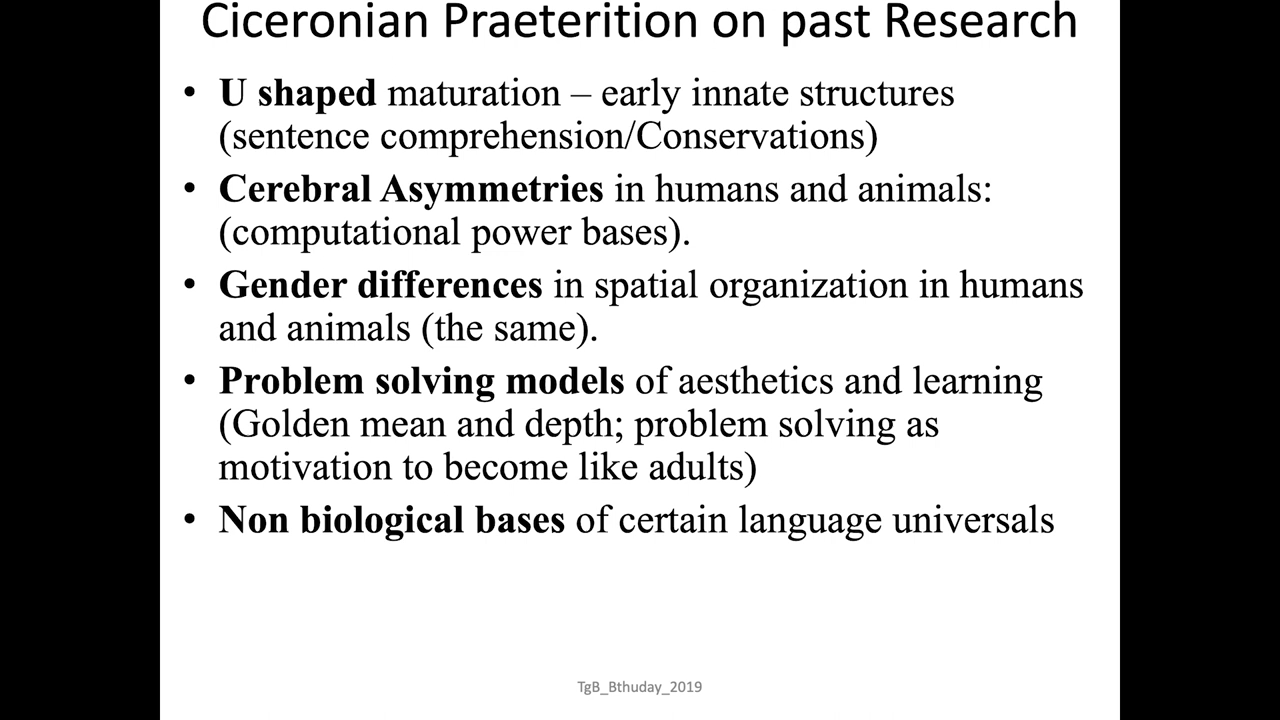 Ciceronian Praeterition on past Research
• U shaped maturation – early innate structures
(sentence comprehension/Conservations)
• Cerebral Asymmetries in humans and animals:
(computational power bases).
• Gender differences in spatial organization in humans
and animals (the same).
• Problem solving models of aesthetics and learning
(Golden mean and depth; problem solving as
motivation to become like adults)
• Non biological bases of certain language universals
TgB_Bthuday_2019